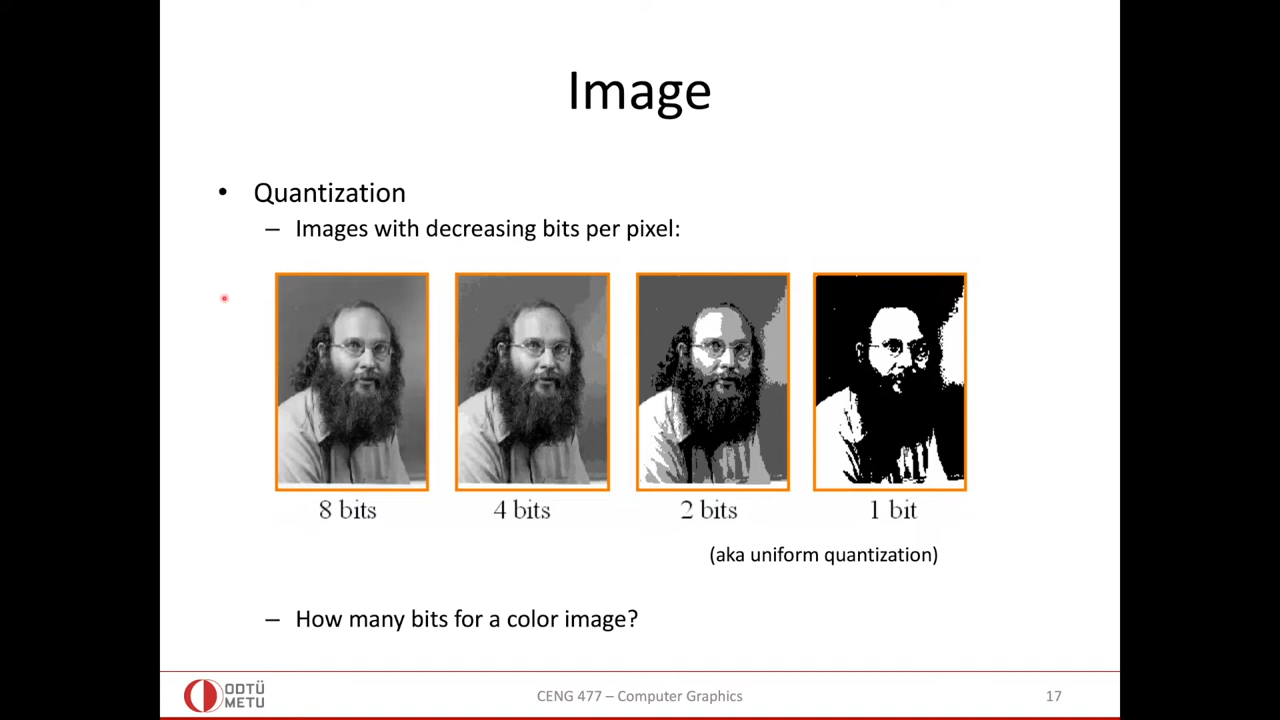 Image
• Quantization
– Images with decreasing bits per pixel:
8 bits
4 bits
2 bits
1 bit
(aka uniform quantization)
– How many bits for a color image?
ODTÜ
METU
CENG 477 – Computer Graphics
17